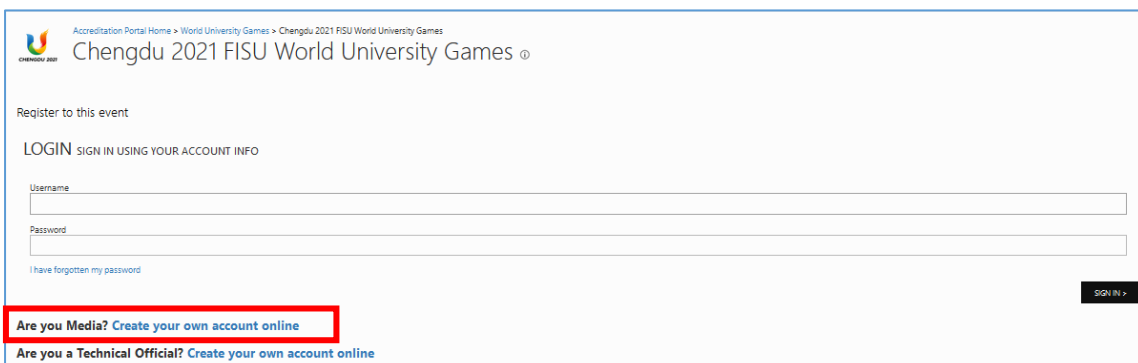 Accreditation Portal Home > World University Games > Chengdu 2021 FISU World University Games
CHENGDU 2021
Chengdu 2021 FISU World University Games
Register to this event
LOGIN SIGN IN USING YOUR ACCOUNT INFO
Username
Password
I have forgotten my password
SIGN IN >
Are you Media? Create your own account online
Are you a Technical Official? Create your own account online